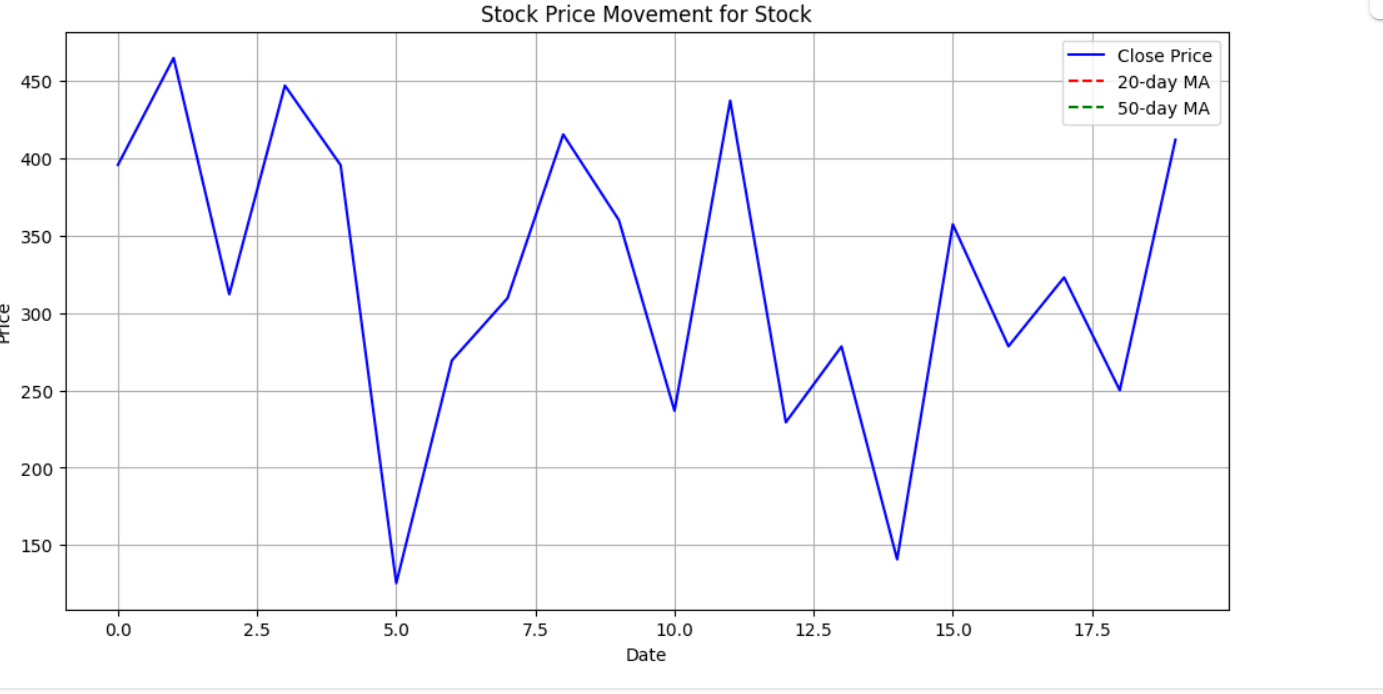 Stock Price Movement for Stock
Close Price
20-day MA
50-day MA
450
400
350
300
250
200
150
Price
0.0
2.5
5.0
7.5
10.0
12.5
15.0
17.5
Date